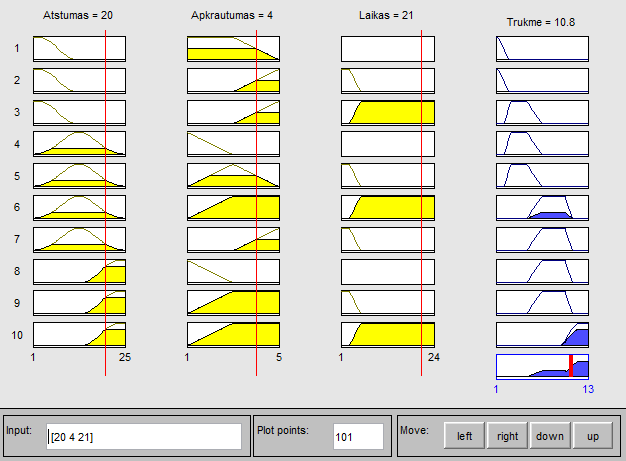 Atstumas = 20
Apkrautumas = 4
Laikas = 21
Trukme = 10.8
1
2
3
4
5
6
7
8
9
10
1 25
1 5
1 24
1 13
Input:
[20 4 21]
Plot points:
101
Move:
left
right
down
up